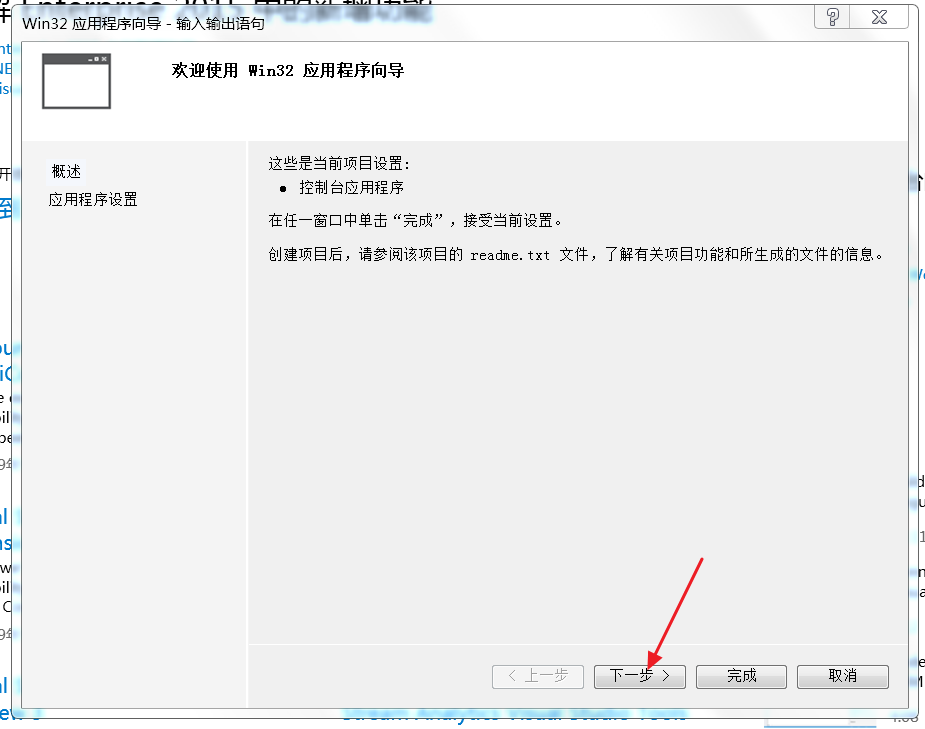 Win32 应用程序向导 - 输入输出语句
欢迎使用 Win32 应用程序向导
概述
应用程序设置
这些是当前项目设置:
● 控制台应用程序
在任一窗口中单击“完成”，接受当前设置。
创建项目后，请参阅该项目的 readme.txt 文件，了解有关项目功能和所生成的文件的信息。
< 上一步
下一步 >
完成
取消
Stream Analytics Visual Studio Tools